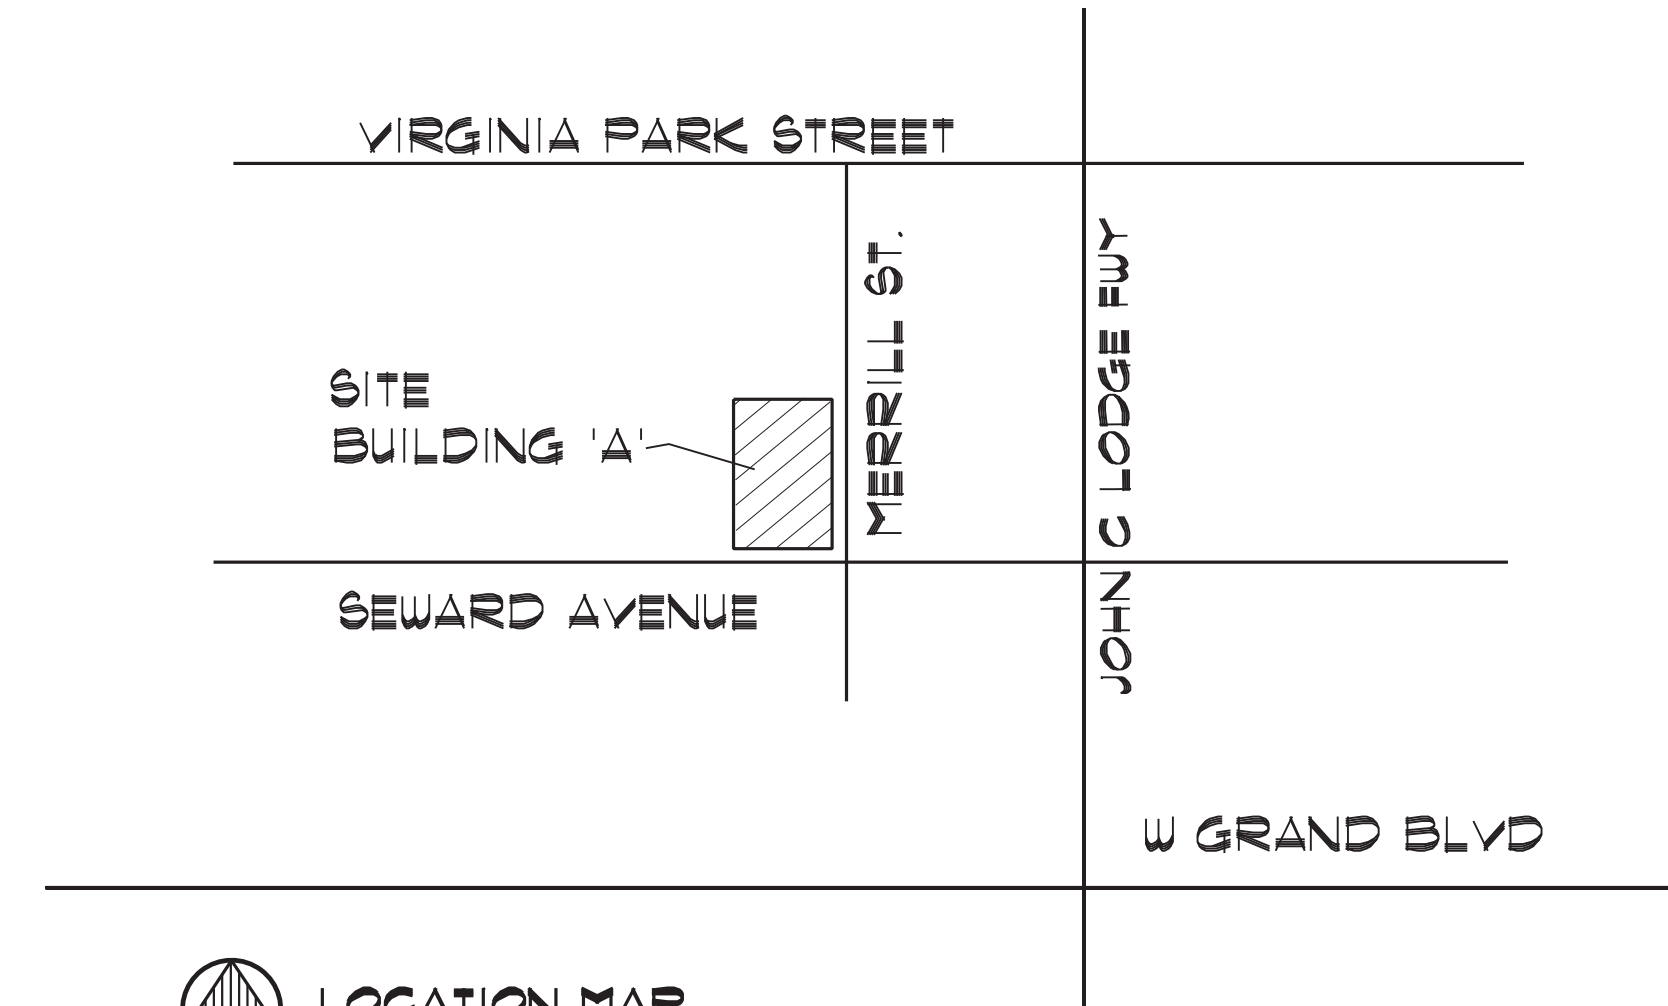 VIRGINIA PARK STREET
MERRILL ST.
JOHN C LODGE FWY
SITE
BUILDING 'A'
SEWARD AVENUE
W GRAND BLVD
LOCATION MAP